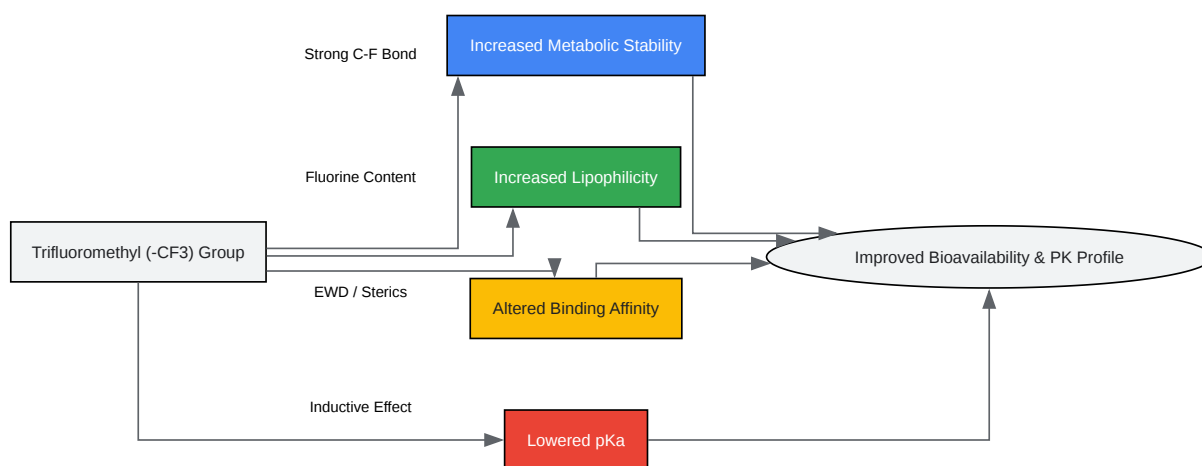 Strong C-F Bond
Increased Metabolic Stability
Fluorine Content
Increased Lipophilicity
Trifluoromethyl (-CF3) Group
Improved Bioavailability & PK Profile
EWD / Sterics
Altered Binding Affinity
Inductive Effect
Lowered pKa